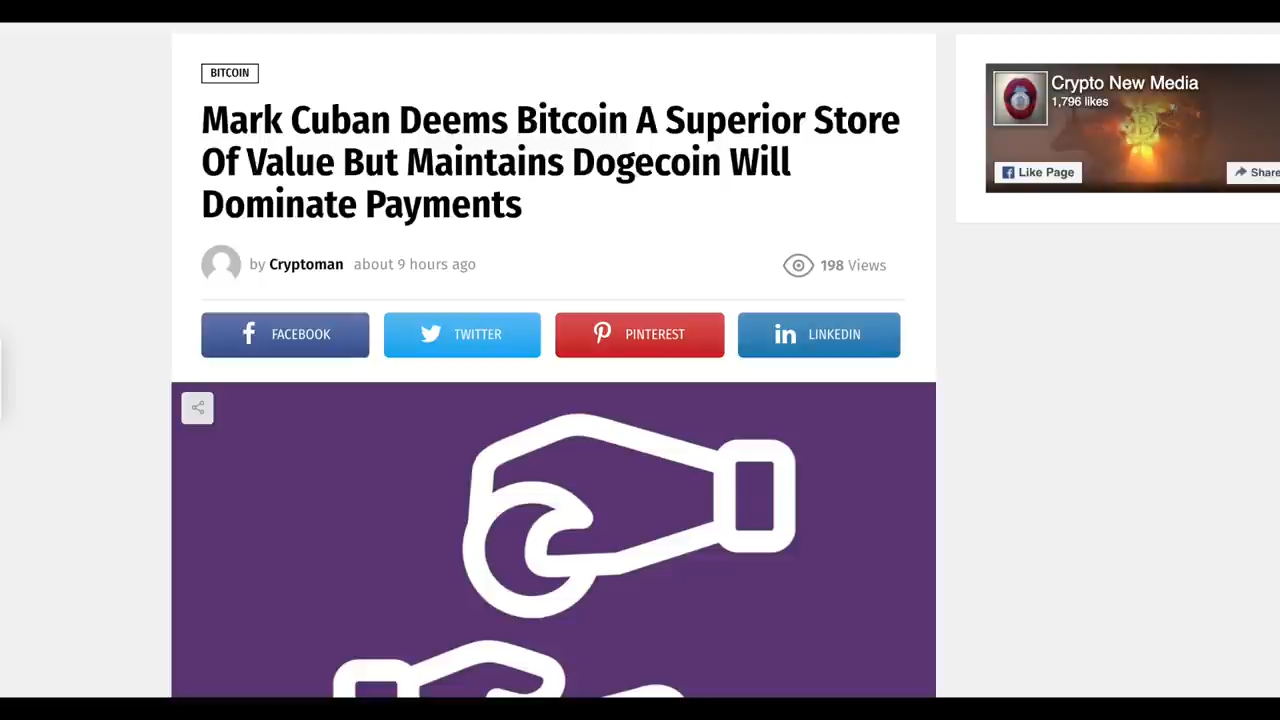 BITCOIN
Mark Cuban Deems Bitcoin A Superior Store
Of Value But Maintains Dogecoin Will
Dominate Payments
by Cryptoman about 9 hours ago
198 Views
FACEBOOK
TWITTER
PINTEREST
LINKEDIN
Crypto New Media
1,796 likes
Like Page
Share